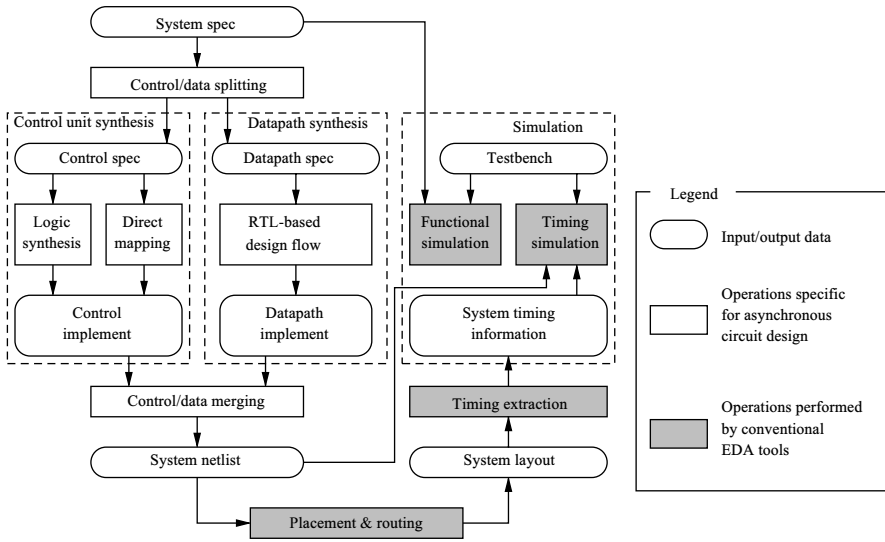 System spec
Control/data splitting
Control unit synthesis
Control spec
Logic
synthesis
Direct
mapping
Control
implement
Datapath synthesis
Datapath spec
RTL-based
design flow
Datapath
implement
Simulation
Testbench
Functional
simulation
Timing
simulation
System timing
information
Control/data merging
Timing extraction
System netlist
System layout
Placement & routing
Legend
Input/output data
Operations specific
for asynchronous
circuit design
Operations performed
by conventional
EDA tools